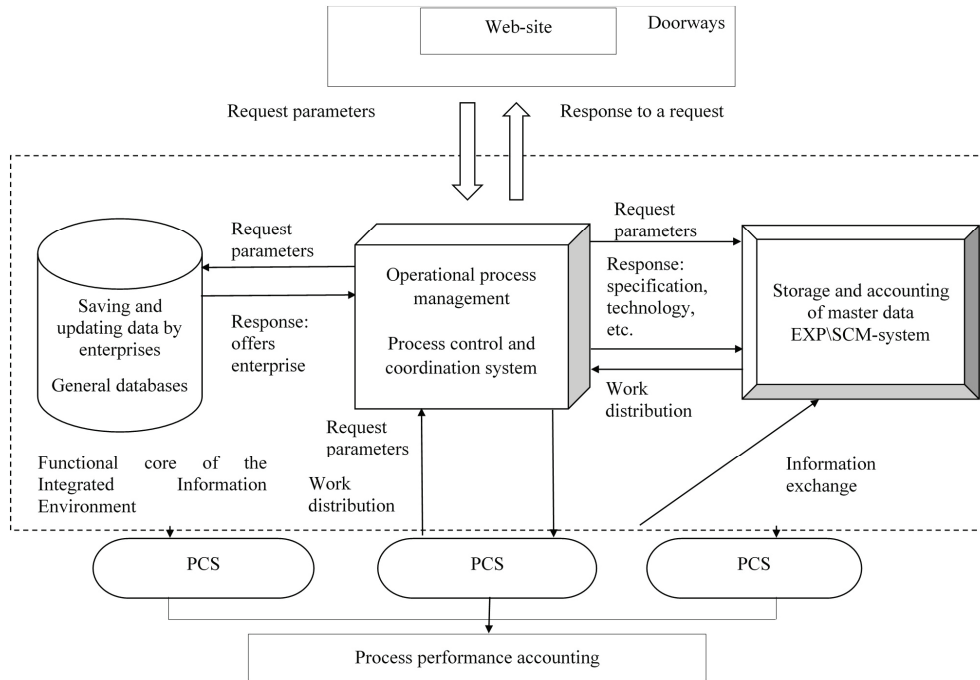 Web-site
Doorways
Request parameters
Response to a request
Request
parameters
Response:
offers
enterprise
Saving and
updating data by
enterprises
General databases
Operational process
management
Process control and
coordination system
Request
parameters
Response:
specification,
technology,
etc.
Work
distribution
Storage and accounting
of master data
EXP\SCM-system
Functional core of the
Integrated Information
Environment
Request
parameters
Work
distribution
Information
exchange
PCS
PCS
PCS
Process performance accounting